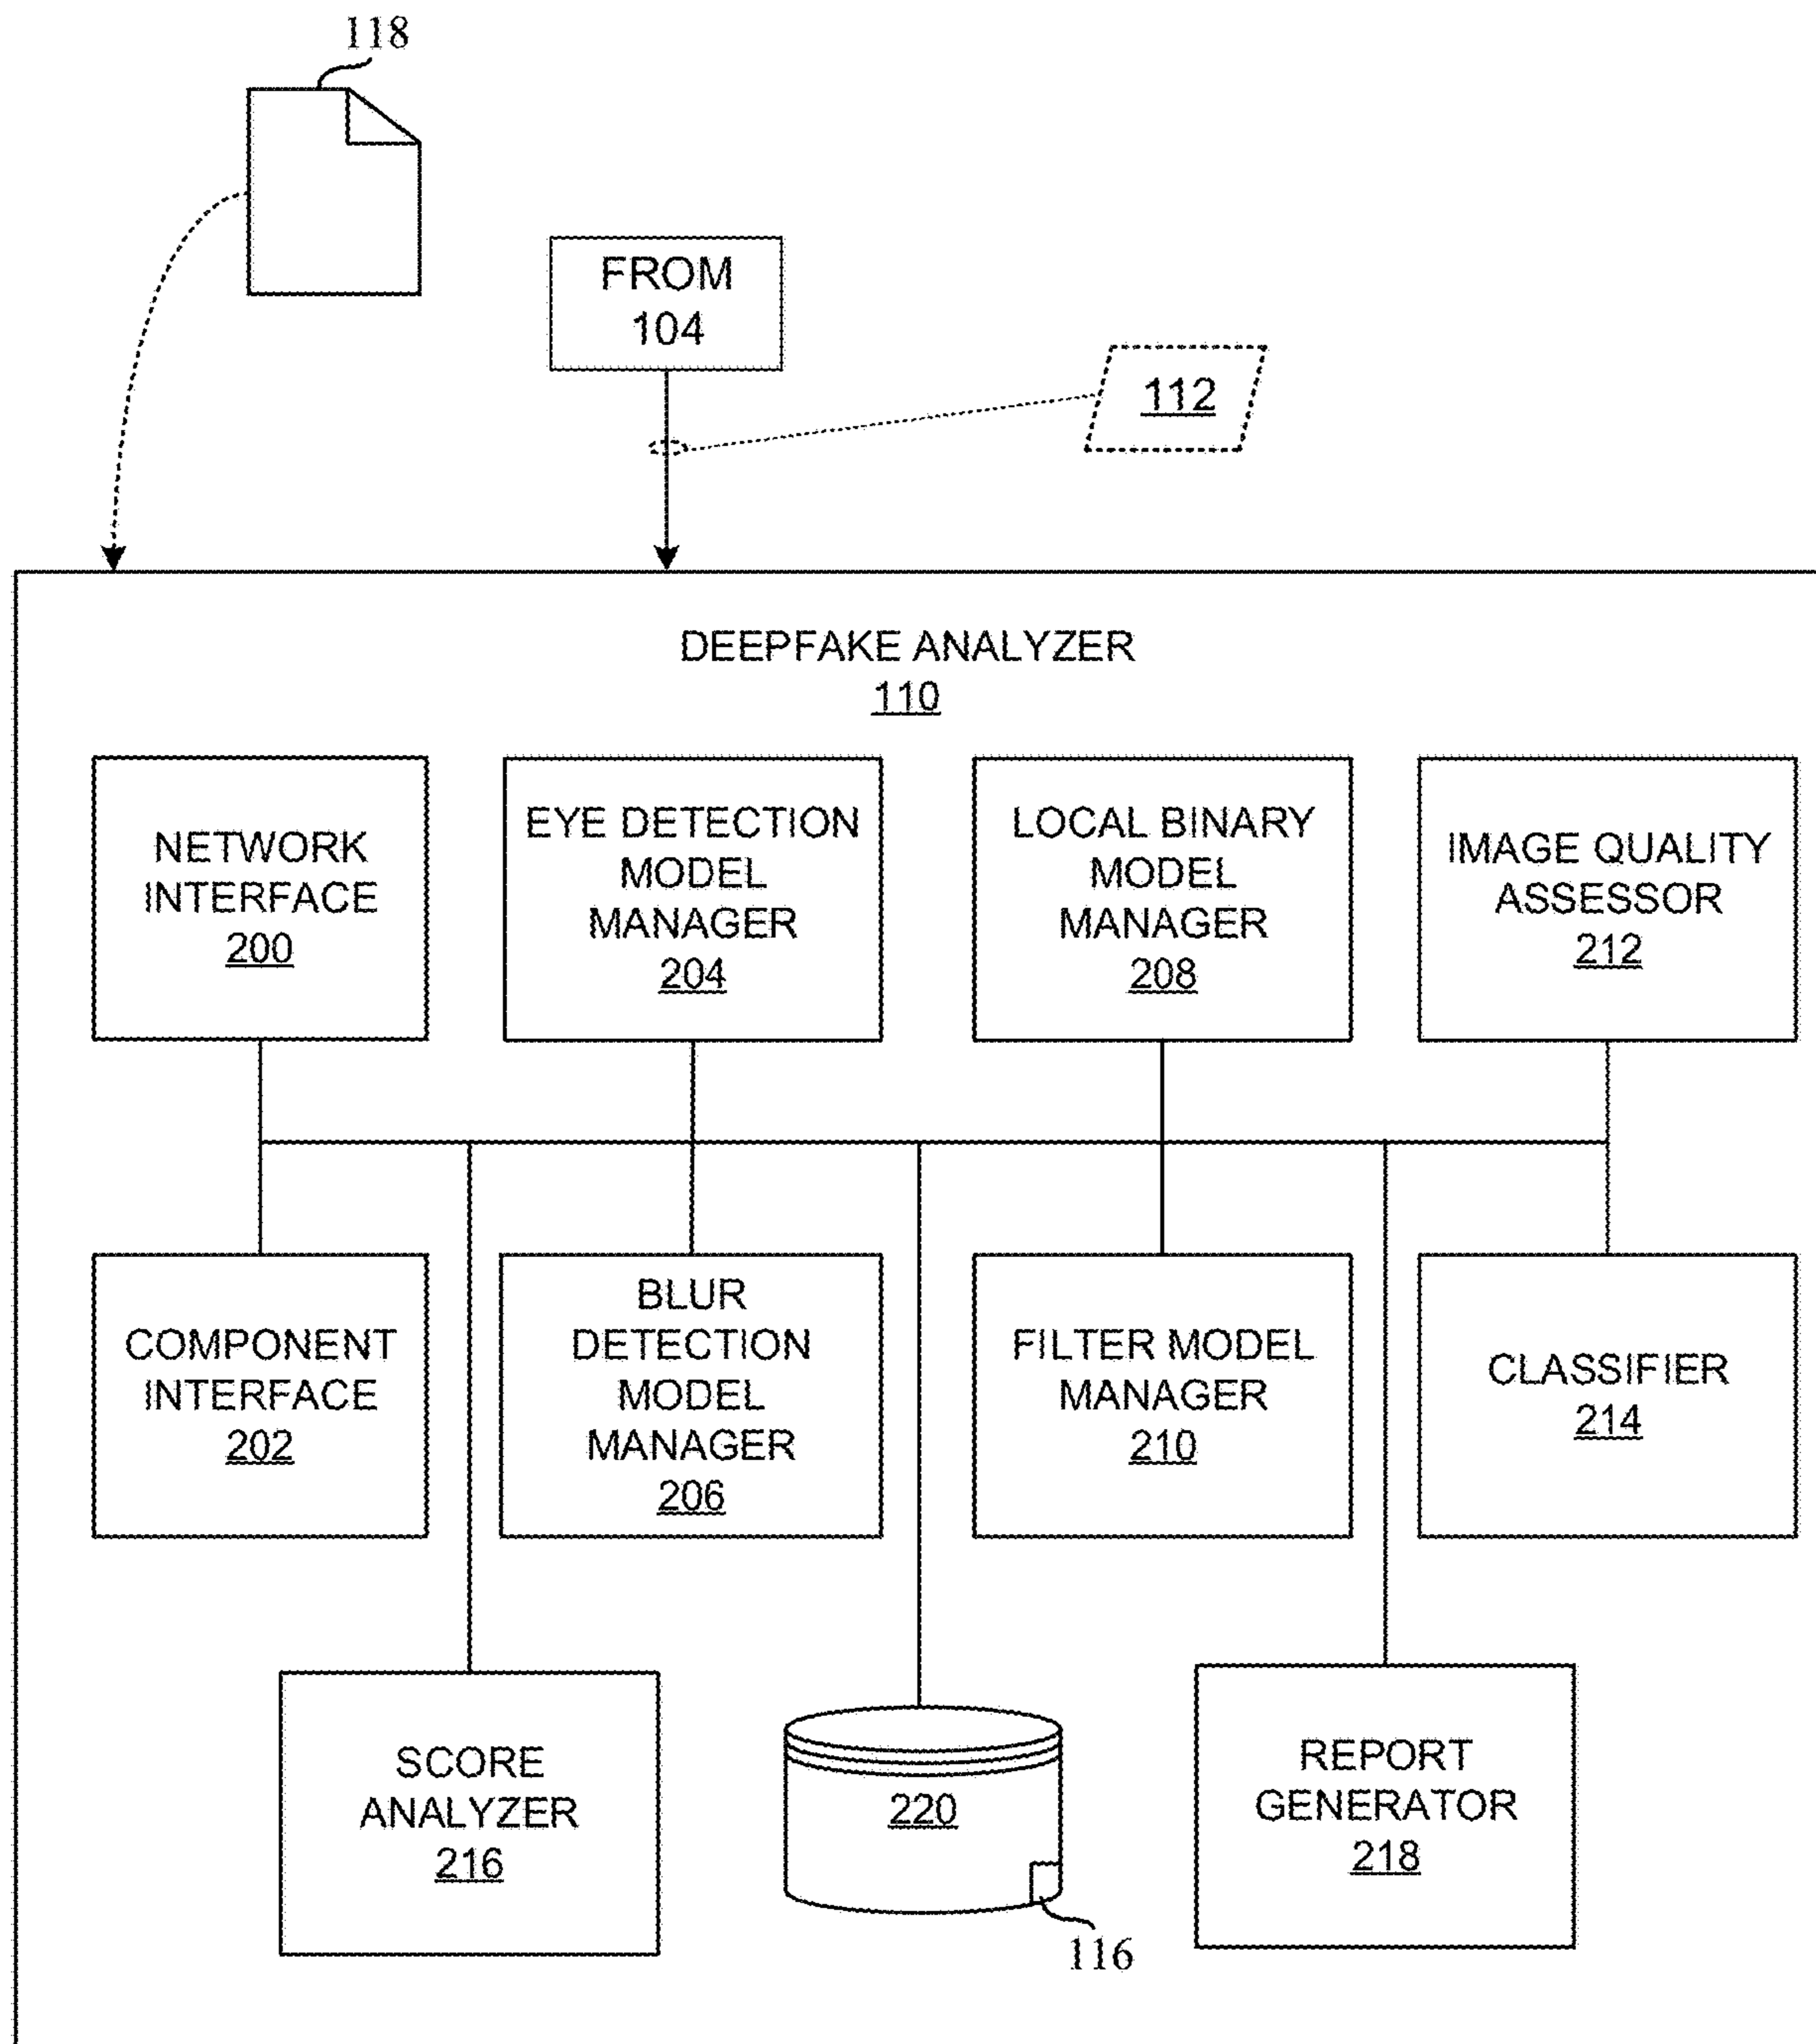 118
FROM
104
112
DEEPFAKE ANALYZER
110
NETWORK
INTERFACE
200
EYE DETECTION
MODEL
MANAGER
204
LOCAL BINARY
MODEL
MANAGER
208
IMAGE QUALITY
ASSESSOR
212
COMPONENT
INTERFACE
202
BLUR
DETECTION
MODEL
MANAGER
206
FILTER MODEL
MANAGER
210
CLASSIFIER
214
SCORE
ANALYZER
216
220
116
REPORT
GENERATOR
218